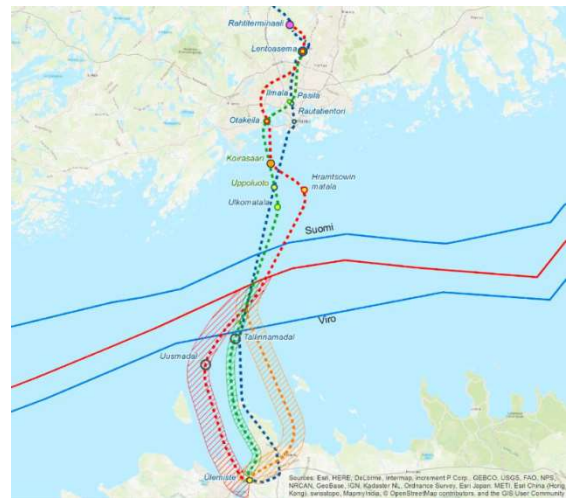 Rahtiterminaali
Lentoasema
Ilmala
Pasila
Rautatientori
Otakeila
Koirasaari
Uppoluoto
Hramtsowin
matala
Ulkomatala
Suomi
Viro
Tallinnamadal
Uusmadal
Ülemiste
Sources: Esri, HERE, DeLorme, Intermap, increment P Corp., GEBCO, USGS, FAO, NPS,
NRCAN, GeoBase, IGN, Kadaster NL, Ordnance Survey, Esri Japan, METI, Esri China (Hong
Kong), swisstopo, MapmyIndia, © OpenStreetMap contributors, and the GIS User Community